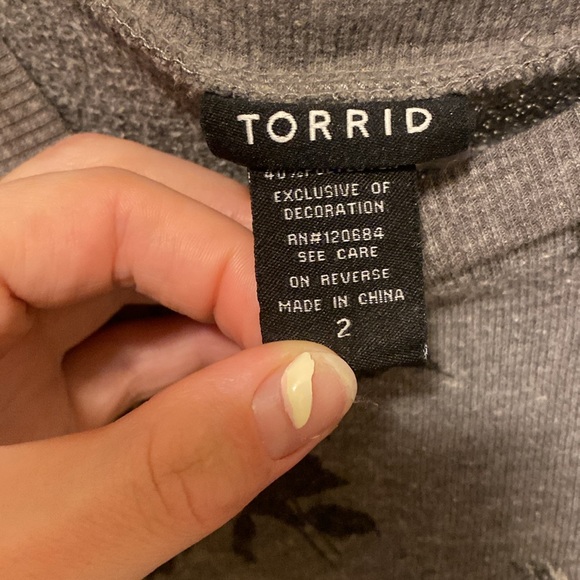 TORRID
EXCLUSIVE OF
DECORATION
RN#120684
SEE CARE
ON REVERSE
MADE IN CHINA
2